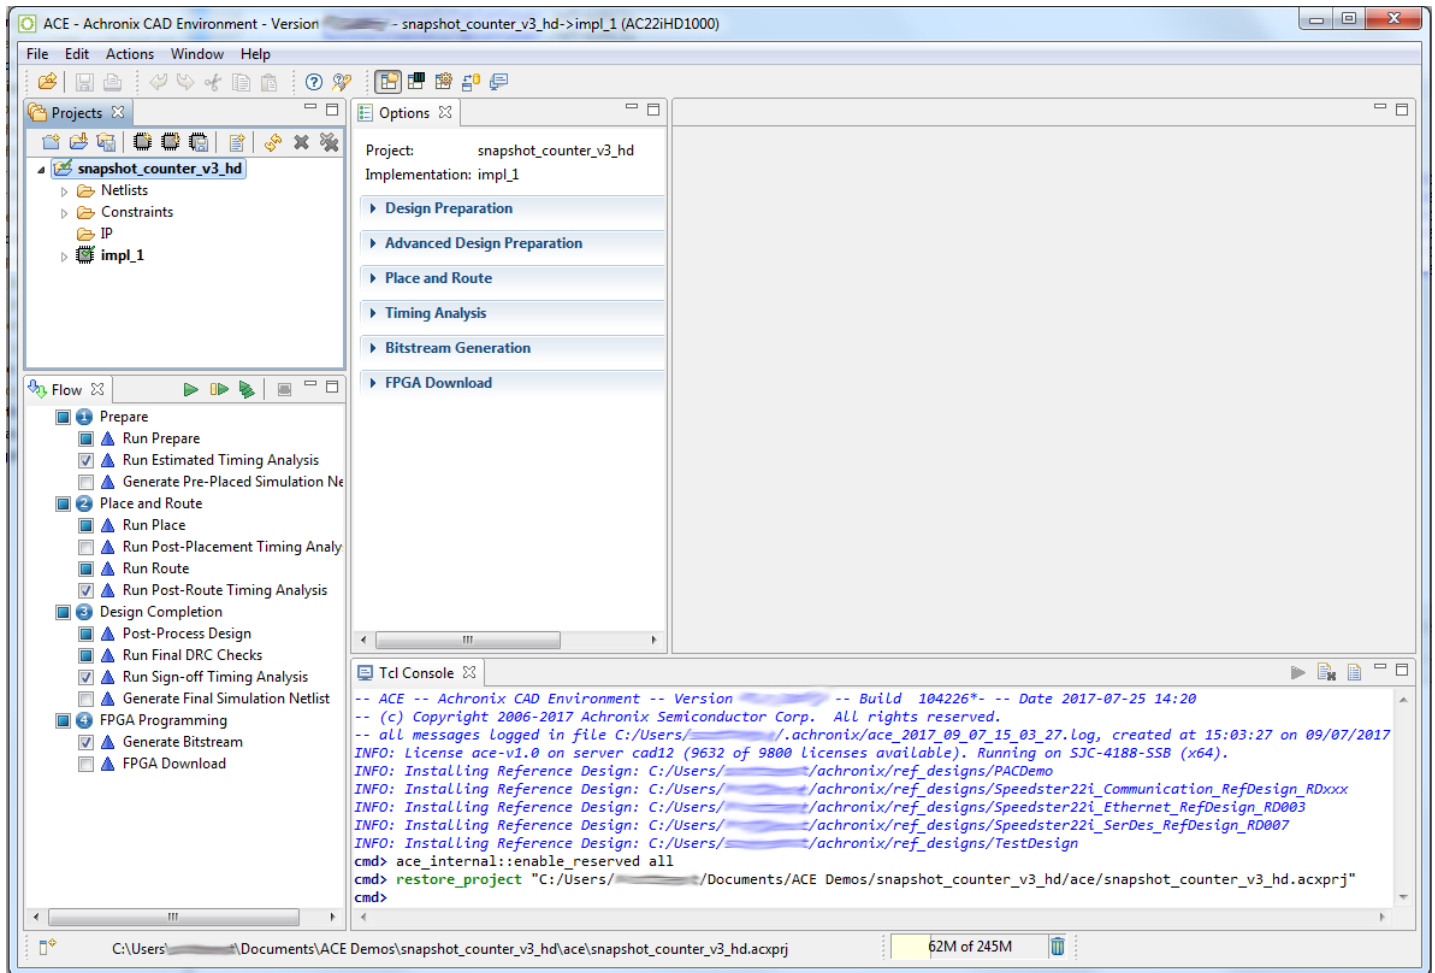 ACE - Achronix CAD Environment - Version - snapshot_counter_v3_hd->impl_1 (AC22iHD1000)
File Edit Actions Window Help
Projects
snapshot_counter_v3_hd
Netlists
Constraints
IP
impl_1
Options
Project: snapshot_counter_v3_hd
Implementation: impl_1
Design Preparation
Advanced Design Preparation
Place and Route
Timing Analysis
Bitstream Generation
FPGA Download
Flow
1 Prepare
Run Prepare
Run Estimated Timing Analysis
Generate Pre-Placed Simulation Ne
2 Place and Route
Run Place
Run Post-Placement Timing Analy
Run Route
Run Post-Route Timing Analysis
3 Design Completion
Post-Process Design
Run Final DRC Checks
Run Sign-off Timing Analysis
Generate Final Simulation Netlist
4 FPGA Programming
Generate Bitstream
FPGA Download
Tcl Console
-- ACE -- Achronix CAD Environment -- Version -- Build 104226*- -- Date 2017-07-25 14:20
-- (c) Copyright 2006-2017 Achronix Semiconductor Corp. All rights reserved.
-- all messages logged in file C:/Users/ /.achronix/ace_2017_09_07_15_03_27.log, created at 15:03:27 on 09/07/2017
INFO: License ace-v1.0 on server cad12 (9632 of 9800 licenses available). Running on SJC-4188-SSB (x64).
INFO: Installing Reference Design: C:/Users/ /achronix/ref_designs/PACDemo
INFO: Installing Reference Design: C:/Users/ /achronix/ref_designs/Speedster22i_Communication_RefDesign_RDxxx
INFO: Installing Reference Design: C:/Users/ /achronix/ref_designs/Speedster22i_Ethernet_RefDesign_RD003
INFO: Installing Reference Design: C:/Users/ /achronix/ref_designs/Speedster22i_SerDes_RefDesign_RD007
INFO: Installing Reference Design: C:/Users/ /achronix/ref_designs/TestDesign
cmd> ace_internal::enable_reserved all
cmd> restore_project "C:/Users/ /Documents/ACE Demos/snapshot_counter_v3_hd/ace/snapshot_counter_v3_hd.acxprj"
cmd>
C:\Users\ \Documents\ACE Demos\snapshot_counter_v3_hd\ace\snapshot_counter_v3_hd.acxprj
62M of 245M